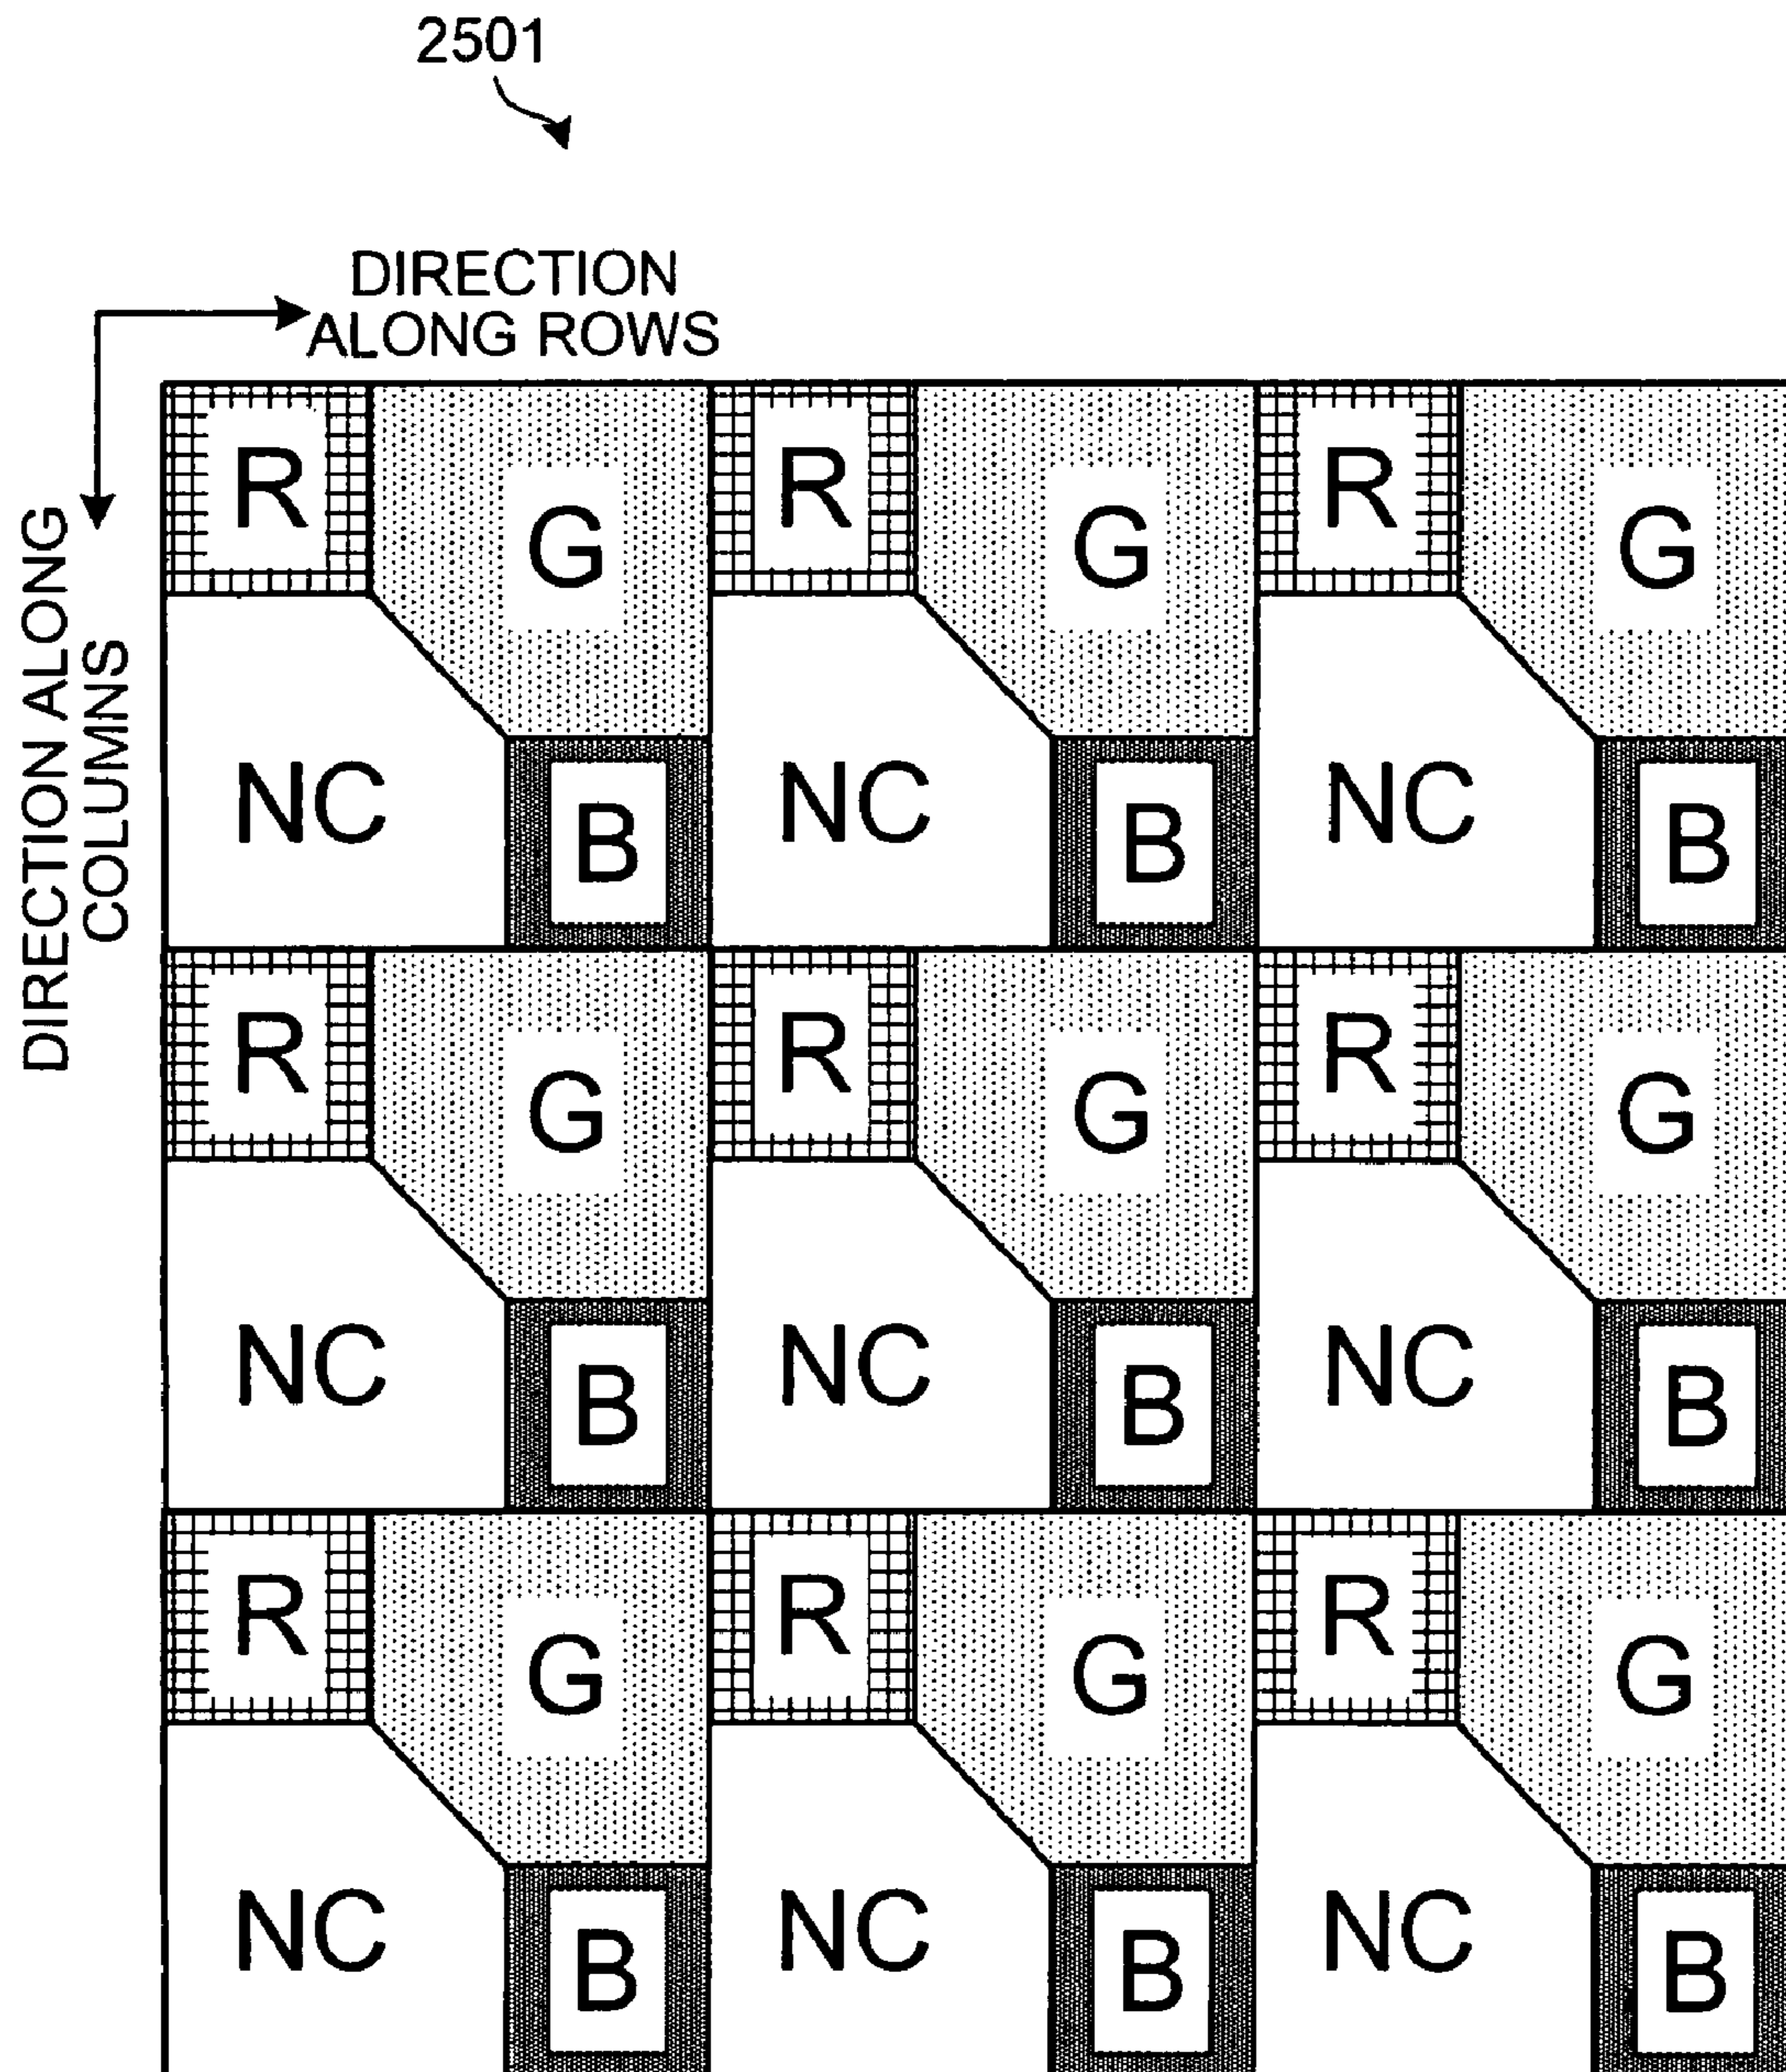 2501
DIRECTION
ALONG ROWS
DIRECTION ALONG
COLUMNS
R G R G R G
NC B NC B NC B
R G R G R G
NC B NC B NC B
R G R G R G
NC B NC B NC B